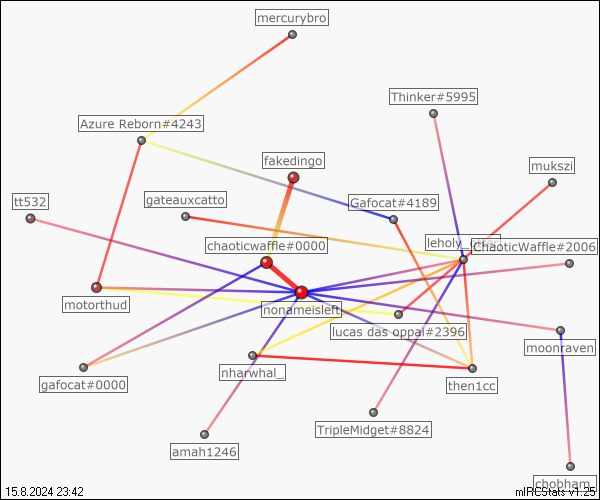 mercurybro
Thinker#5995
Azure Reborn#4243
fakedingo
mukszi
tt532
gateauxcatto
Gafocat#4189
chaoticwaffle#0000
ChaoticWaffle#2006
motorthud
nonameisleft
lucas das oppai#2396
moonraven
nharwhal_
then1cc
gafocat#0000
TripleMidget#8824
amah1246
cbobham_
15.8.2024 23:42
mIRCStats v1.25